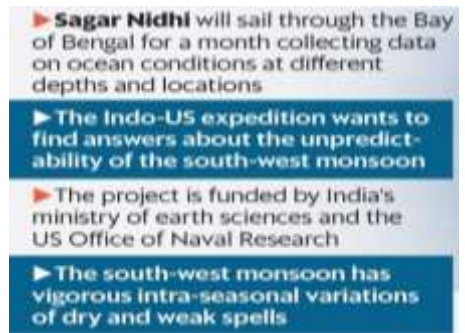 ▶Sagar Nidhi will sail through the Bay
of Bengal for a month collecting data
on ocean conditions at different
depths and locations
▶The Indo-US expedition wants to
find answers about the unpredict-
ability of the south-west monsoon
▶The project is funded by India's
ministry of earth sciences and the
US Office of Naval Research
▶The south-west monsoon has
vigorous intra-seasonal variations
of dry and weak spells